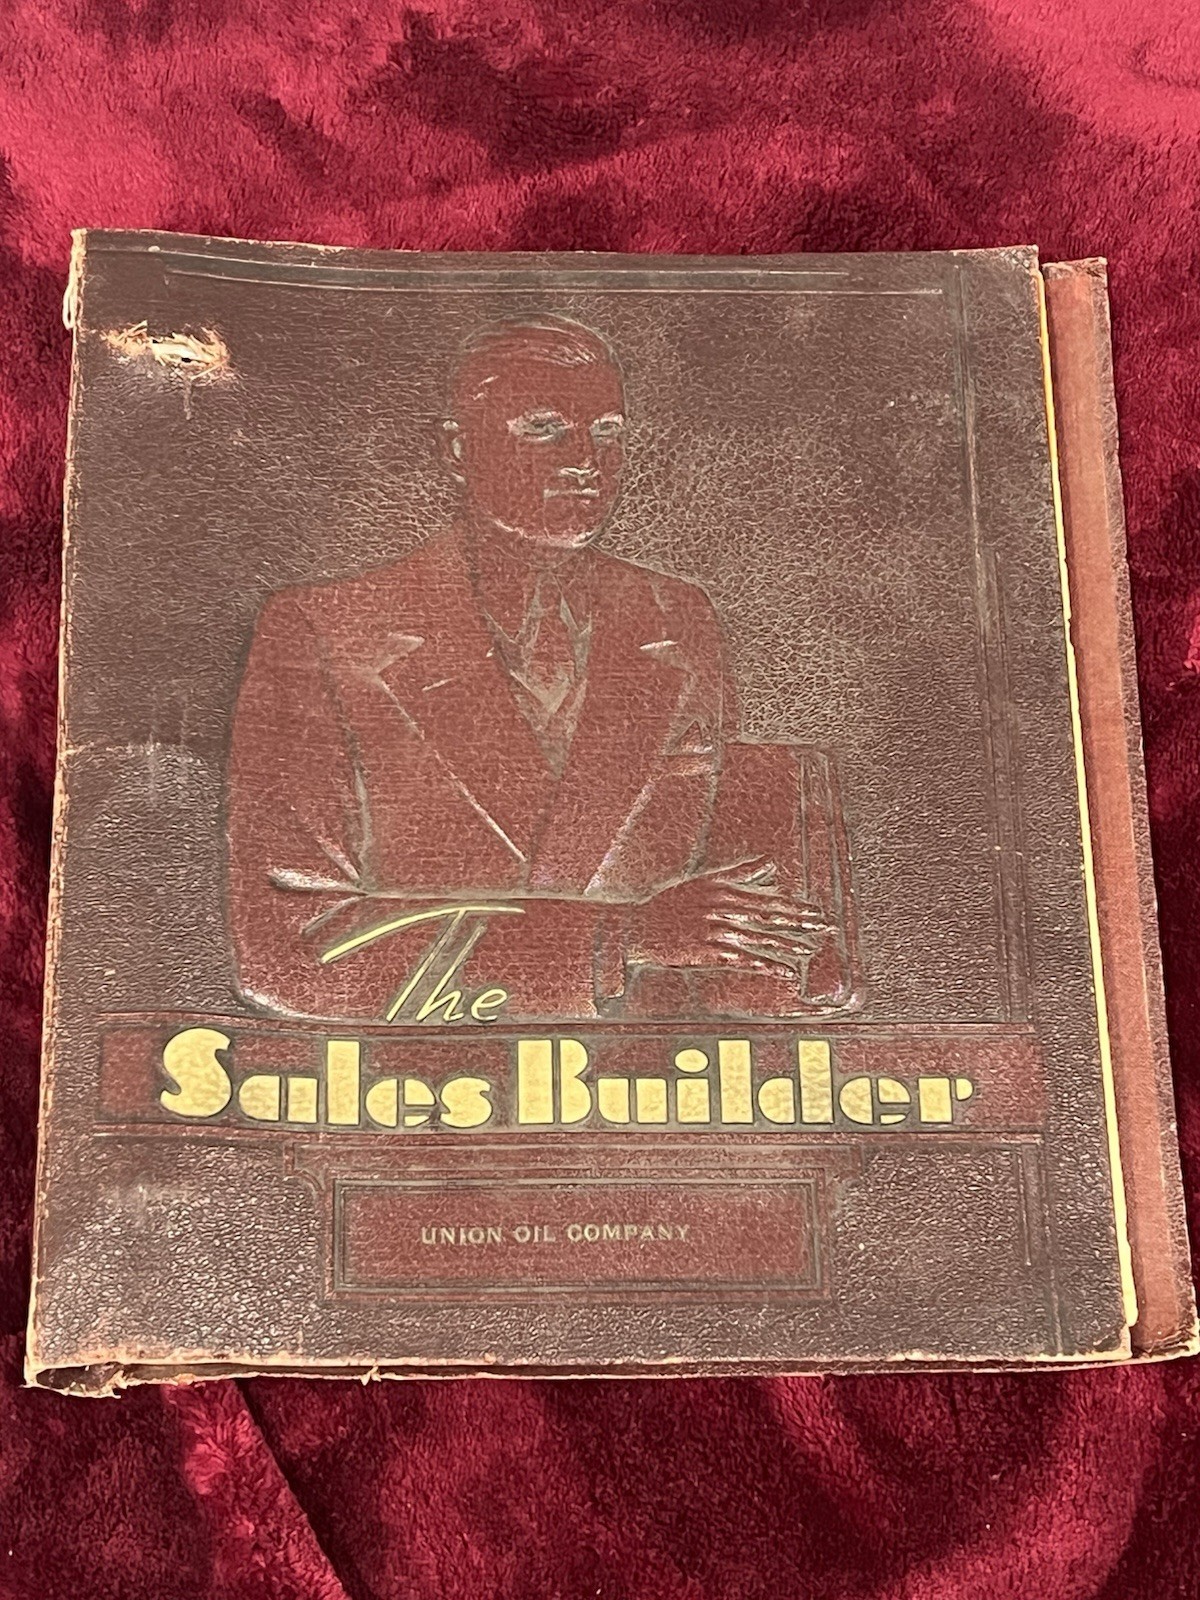 The
Sales Builder
UNION OIL COMPANY